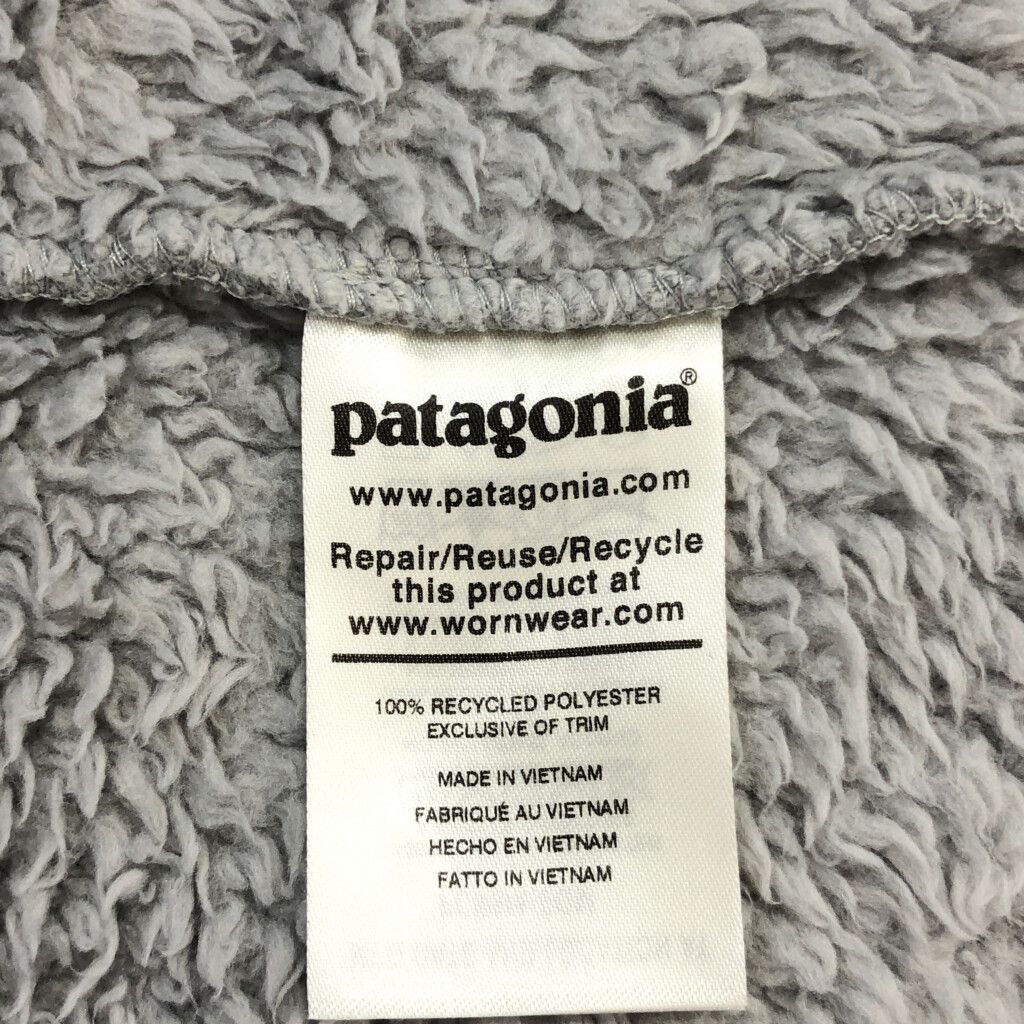 patagonia®
www.patagonia.com
Repair/Reuse/Recycle
this product at
www.wornwear.com
100% RECYCLED POLYESTER
EXCLUSIVE OF TRIM
MADE IN VIETNAM
FABRIQUÉ AU VIETNAM
HECHO EN VIETNAM
FATTO IN VIETNAM